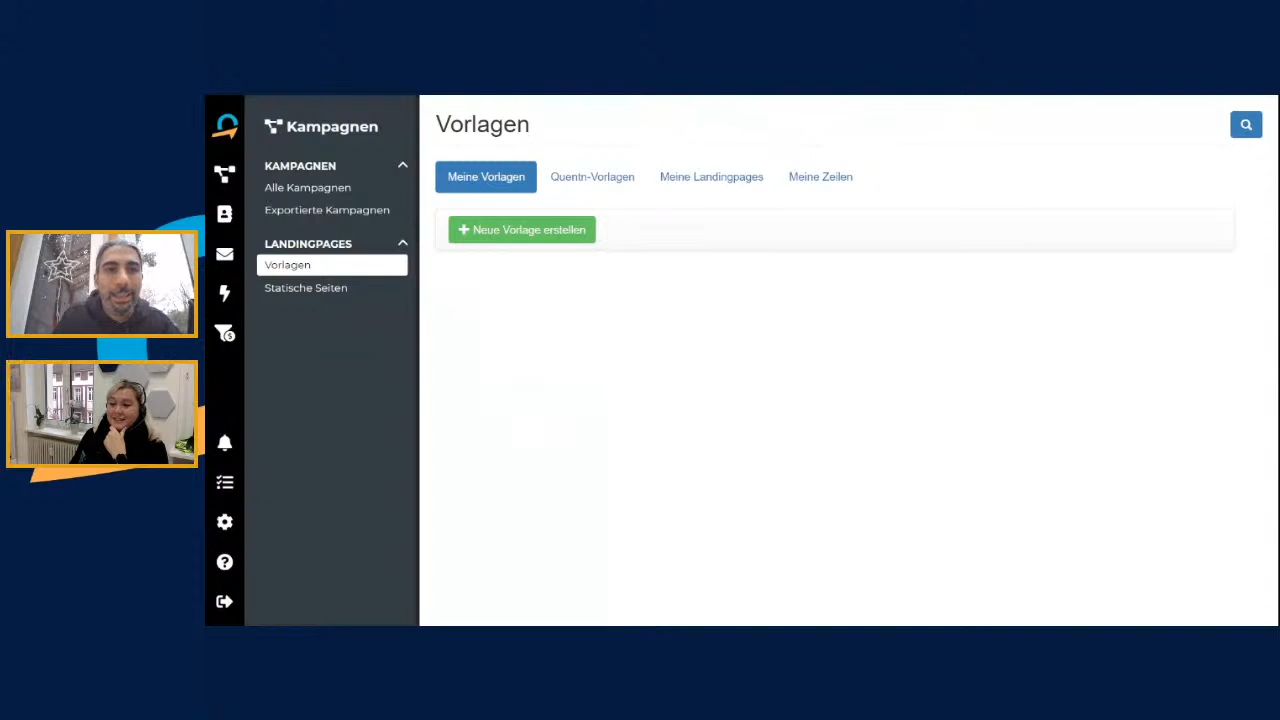 Kampagnen
KAMPAGNEN
Alle Kampagnen
Exportierte Kampagnen
LANDINGPAGES
Vorlagen
Statische Seiten
Vorlagen
Meine Vorlagen
Quentn-Vorlagen
Meine Landingpages
Meine Zeilen
Neue Vorlage erstellen